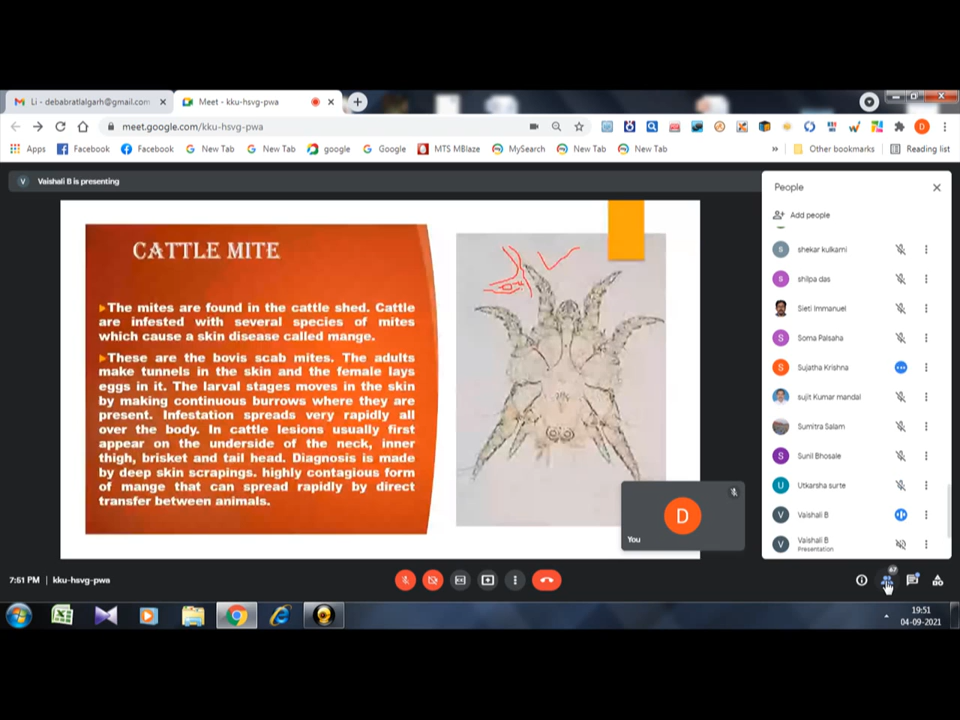 Li - debabratlalgarh@gmail.com
Meet - kku-hsvg-pwa
meet.google.com/kku-hsvg-pwa
D
Apps
Facebook
Facebook
New Tab
New Tab
google
Google
MTS MBlaze
MySearch
New Tab
New Tab
»
Other bookmarks
Reading list
V
Vaishali B is presenting
CATTLE MITE
The mites are found in the cattle shed. Cattle
are infested with several species of mites
which cause a skin disease called mange.
These are the bovis scab mites. The adults
make tunnels in the skin and the female lays
eggs in it. The larval stages moves in the skin
by making continuous burrows where they are
present. Infestation spreads very rapidly all
over the body. In cattle lesions usually first
appear on the underside of the neck, inner
thigh, brisket and tail head. Diagnosis is made
by deep skin scrapings. highly contagious form
of mange that can spread rapidly by direct
transfer between animals.
D
You
People
Add people
s shekar kulkarni
s shilpa das
Sieti Immanuel
S Soma Palsaha
S Sujatha Krishna
sujit Kumar mandal
Sumitra Salam
S Sunil Bhosale
U Utkarsha surte
V Vaishali B
V Vaishali B
Presentation
7:51 PM | kku-hsvg-pwa
67
19:51
04-09-2021